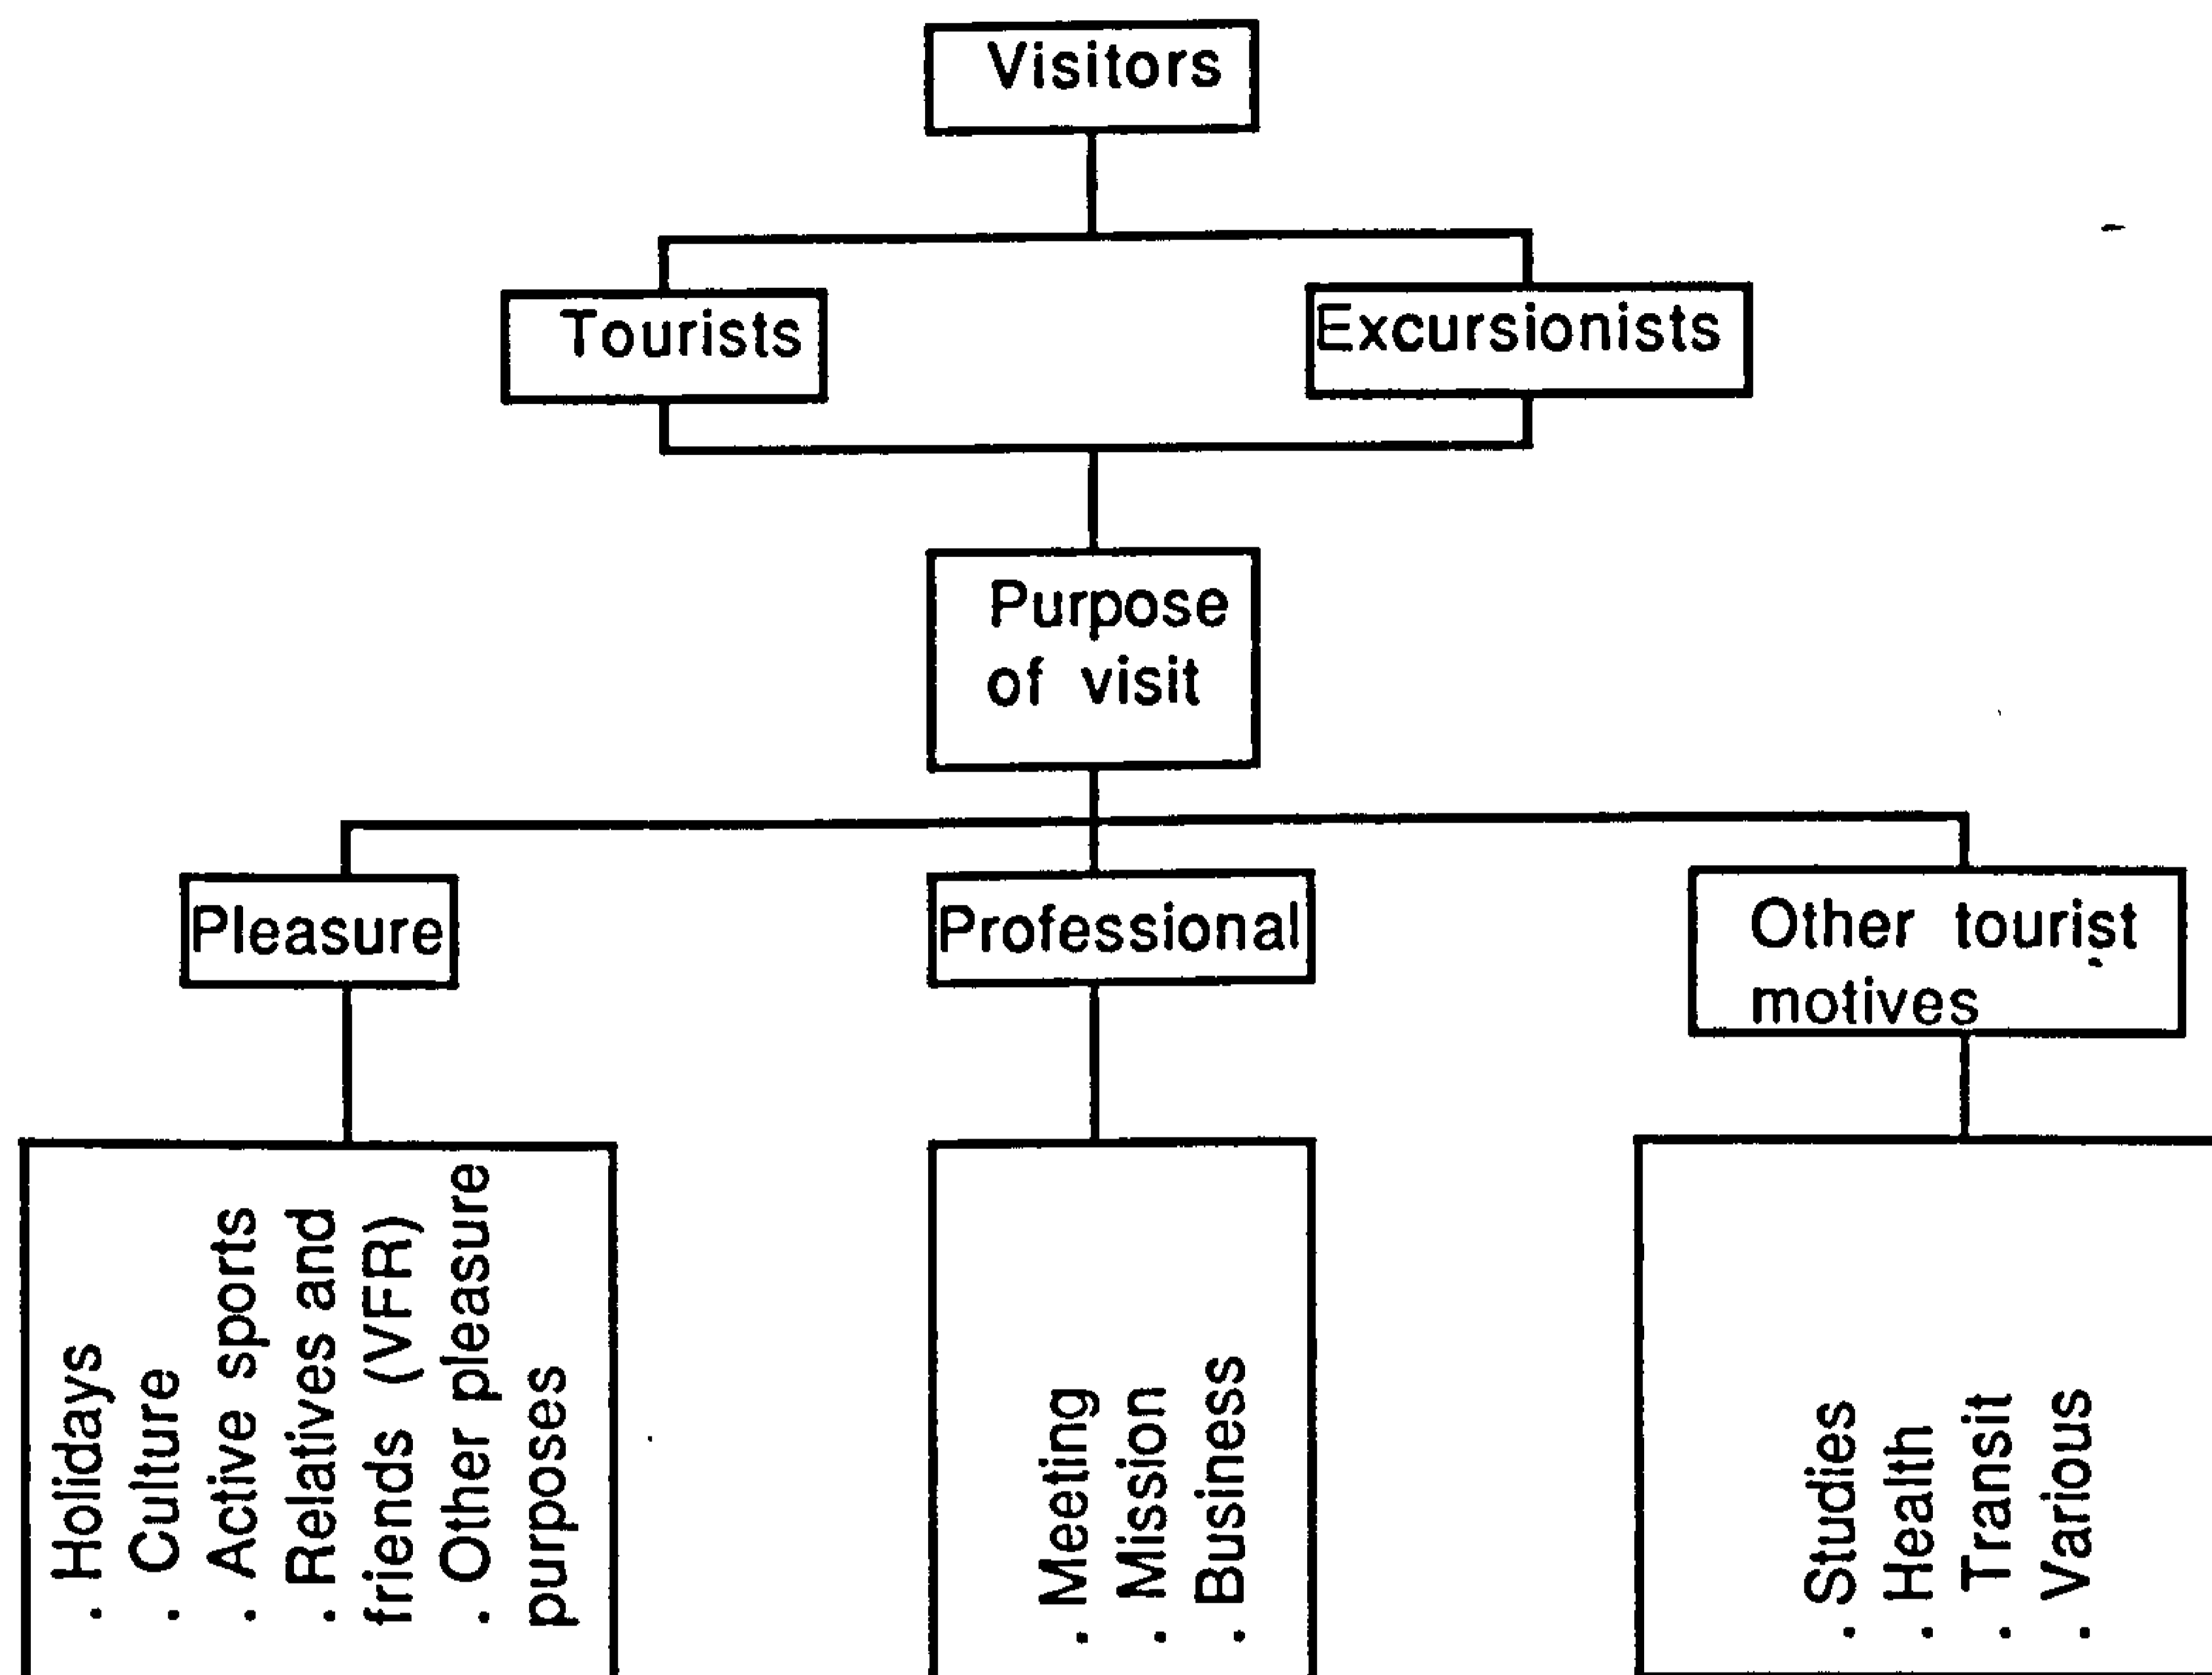 Visitors
Tourists
Excursionists
Purpose
of visit
Pleasure
Professional
Other tourist
motives
. Holidays
. Culture
. Active sports
. Relatives and
friends (VFR)
. Other pleasure
purposes
. Meeting
. Mission
. Business
. Studies
. Health
. Transit
. Various